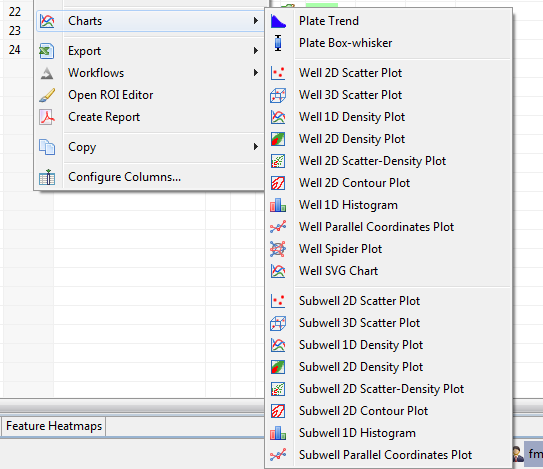 22
23
24
Charts
Export
Workflows
Open ROI Editor
Create Report
Copy
Configure Columns...
Plate Trend
Plate Box-whisker
Well 2D Scatter Plot
Well 3D Scatter Plot
Well 1D Density Plot
Well 2D Density Plot
Well 2D Scatter-Density Plot
Well 2D Contour Plot
Well 1D Histogram
Well Parallel Coordinates Plot
Well Spider Plot
Well SVG Chart
Subwell 2D Scatter Plot
Subwell 3D Scatter Plot
Subwell 1D Density Plot
Subwell 2D Density Plot
Subwell 2D Scatter-Density Plot
Subwell 2D Contour Plot
Subwell 1D Histogram
Subwell Parallel Coordinates Plot
Feature Heatmaps
fm